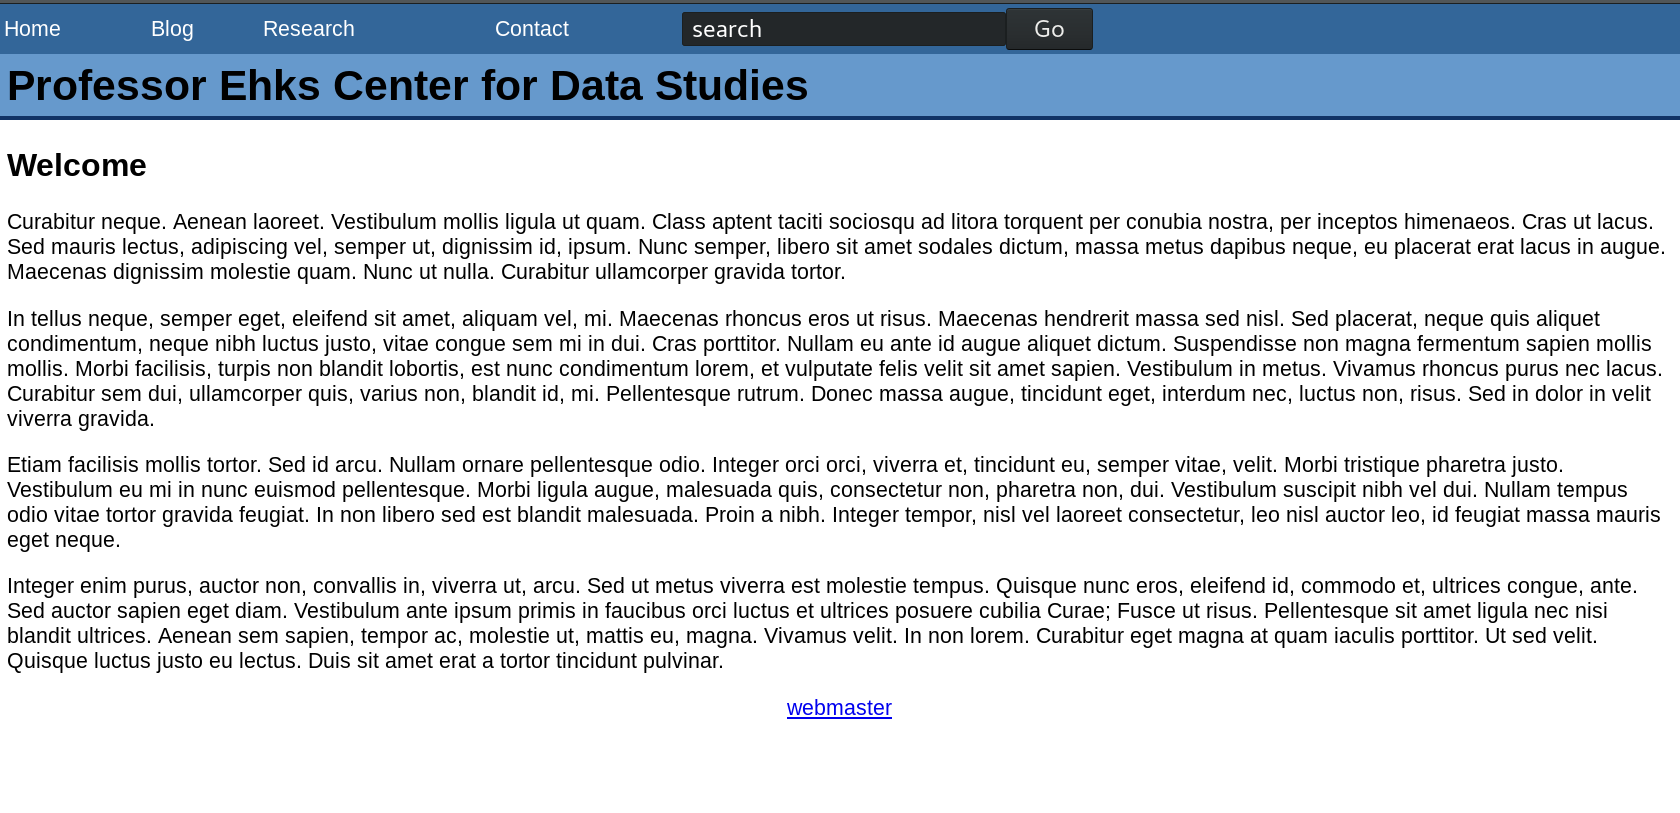 Home Blog Research Contact search Go
Professor Ehks Center for Data Studies
Welcome
Curabitur neque. Aenean laoreet. Vestibulum mollis ligula ut quam. Class aptent taciti sociosqu ad litora torquent per conubia nostra, per inceptos himenaeos. Cras ut lacus.
Sed mauris lectus, adipiscing vel, semper ut, dignissim id, ipsum. Nunc semper, libero sit amet sodales dictum, massa metus dapibus neque, eu placerat erat lacus in augue.
Maecenas dignissim molestie quam. Nunc ut nulla. Curabitur ullamcorper gravida tortor.
In tellus neque, semper eget, eleifend sit amet, aliquam vel, mi. Maecenas rhoncus eros ut risus. Maecenas hendrerit massa sed nisl. Sed placerat, neque quis aliquet
condimentum, neque nibh luctus justo, vitae congue sem mi in dui. Cras porttitor. Nullam eu ante id augue aliquet dictum. Suspendisse non magna fermentum sapien mollis
mollis. Morbi facilisis, turpis non blandit lobortis, est nunc condimentum lorem, et vulputate felis velit sit amet sapien. Vestibulum in metus. Vivamus rhoncus purus nec lacus.
Curabitur sem dui, ullamcorper quis, varius non, blandit id, mi. Pellentesque rutrum. Donec massa augue, tincidunt eget, interdum nec, luctus non, risus. Sed in dolor in velit
viverra gravida.
Etiam facilisis mollis tortor. Sed id arcu. Nullam ornare pellentesque odio. Integer orci orci, viverra et, tincidunt eu, semper vitae, velit. Morbi tristique pharetra justo.
Vestibulum eu mi in nunc euismod pellentesque. Morbi ligula augue, malesuada quis, consectetur non, pharetra non, dui. Vestibulum suscipit nibh vel dui. Nullam tempus
odio vitae tortor gravida feugiat. In non libero sed est blandit malesuada. Proin a nibh. Integer tempor, nisl vel laoreet consectetur, leo nisl auctor leo, id feugiat massa mauris
eget neque.
Integer enim purus, auctor non, convallis in, viverra ut, arcu. Sed ut metus viverra est molestie tempus. Quisque nunc eros, eleifend id, commodo et, ultrices congue, ante.
Sed auctor sapien eget diam. Vestibulum ante ipsum primis in faucibus orci luctus et ultrices posuere cubilia Curae; Fusce ut risus. Pellentesque sit amet ligula nec nisi
blandit ultrices. Aenean sem sapien, tempor ac, molestie ut, mattis eu, magna. Vivamus velit. In non lorem. Curabitur eget magna at quam iaculis porttitor. Ut sed velit.
Quisque luctus justo eu lectus. Duis sit amet erat a tortor tincidunt pulvinar.
webmaster